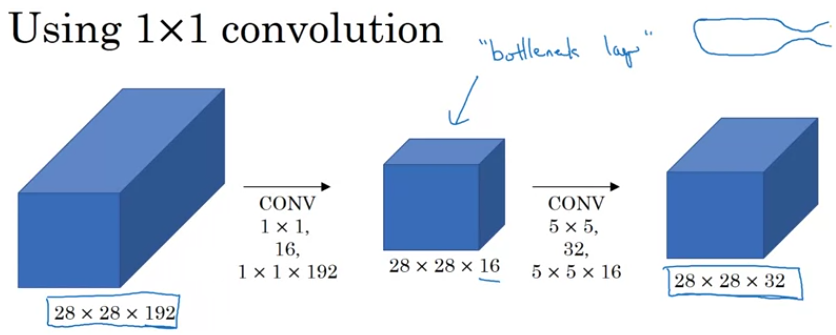 Using 1×1 convolution
"bottleneck layer"
CONV
1 × 1,
16,
1 × 1 × 192
CONV
5 × 5,
32,
5 × 5 × 16
28 × 28 × 192
28 × 28 × 16
28 × 28 × 32